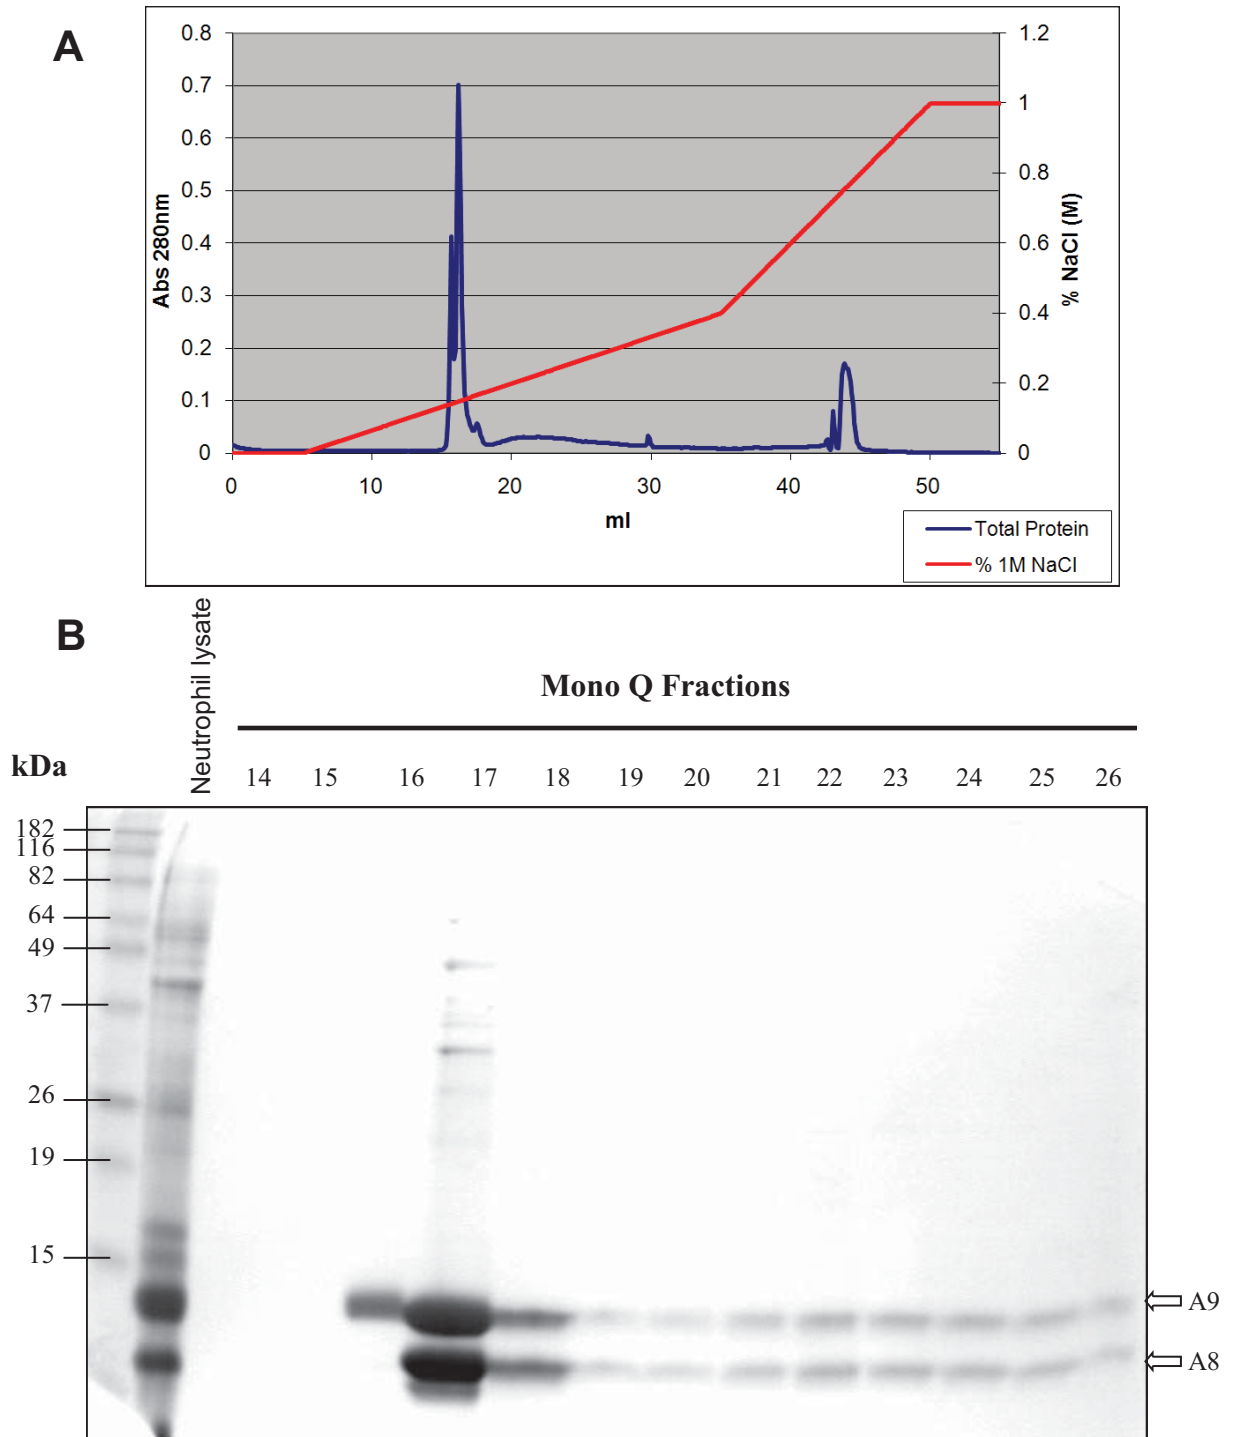 A
0.8
0.7
0.6
0.5
0.4
0.3
0.2
0.1
0
Abs 280nm
1.2
1
0.8
0.6
0.4
0.2
0
% NaCl (M)
0 10 20 30 40 50
ml
Total Protein
% 1M NaCl
B
Neutrophil lysate
Mono Q Fractions
kDa
14 15 16 17 18 19 20 21 22 23 24 25 26
182
116
82
64
49
37
26
19
15
A9
A8